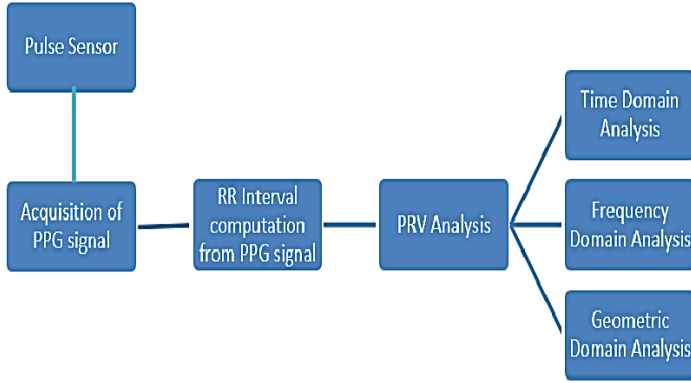 Pulse Sensor
Acquisition of
PPG signal
RR Interval
computation
from PPG signal
PRV Analysis
Time Domain
Analysis
Frequency
Domain Analysis
Geometric
Domain Analysis